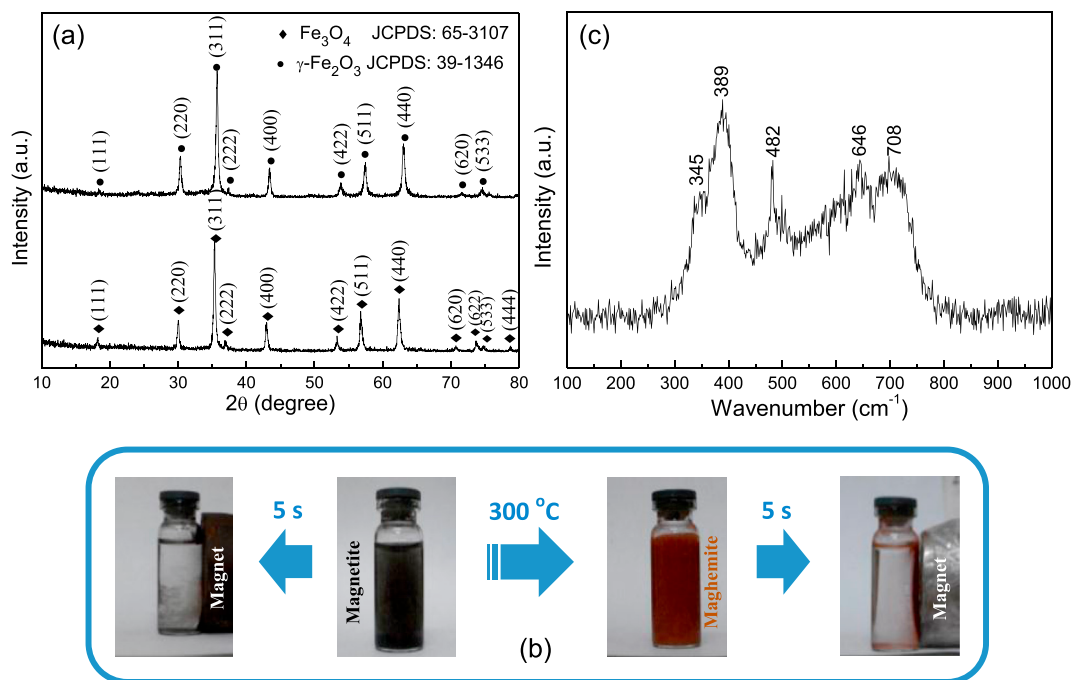 (a)
Fe3O4 JCPDS: 65-3107
γ-Fe2O3 JCPDS: 39-1346
(111)
(220)
(311)
(222)
(400)
(422)
(511)
(440)
(620)
(533)
(111)
(220)
(311)
(222)
(400)
(422)
(511)
(440)
(620)
(622)
(533)
(444)
Intensity (a.u.)
10 20 30 40 50 60 70 80
2θ (degree)
(c)
345
389
482
646
708
Intensity (a.u.)
100 200 300 400 500 600 700 800 900 1000
Wavenumber (cm-1)
Magnet
5 s
Magnetite
300 °C
Maghemite
5 s
Magnet
(b)